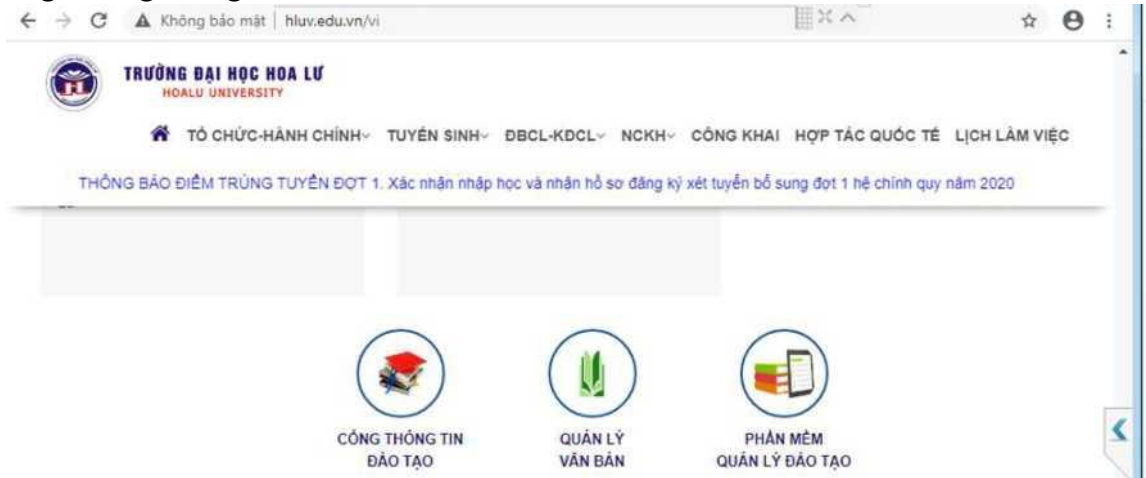 Không bảo mật | hluv.edu.vn/vi
TRƯỜNG ĐẠI HỌC HOA LƯ
HOALU UNIVERSITY
TỔ CHỨC-HÀNH CHÍNH TUYỂN SINH ĐBCL-KĐCL NCKH CÔNG KHAI HỢP TÁC QUỐC TẾ LỊCH LÀM VIỆC
THÔNG BÁO ĐIỂM TRÚNG TUYỂN ĐỢT 1. Xác nhận nhập học và nhận hồ sơ đăng ký xét tuyển bổ sung đợt 1 hệ chính quy năm 2020
CỔNG THÔNG TIN
ĐÀO TẠO
QUẢN LÝ
VĂN BẢN
PHẦN MỀM
QUẢN LÝ ĐÀO TẠO